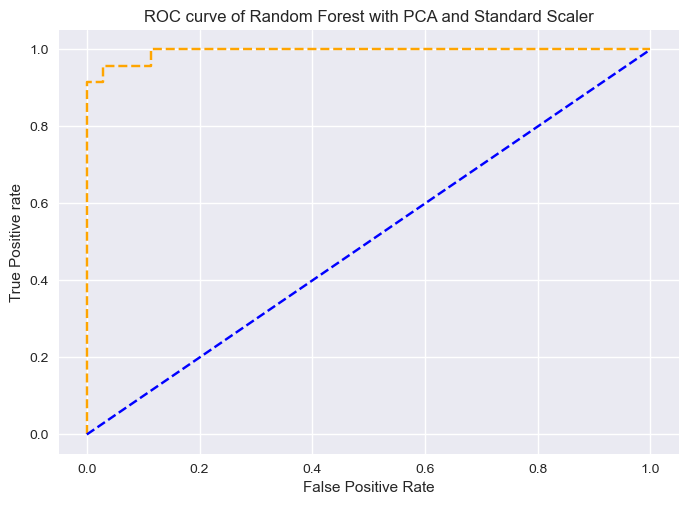 ROC curve of Random Forest with PCA and Standard Scaler
1.0
0.8
0.6
0.4
0.2
0.0
True Positive rate
0.0 0.2 0.4 0.6 0.8 1.0
False Positive Rate